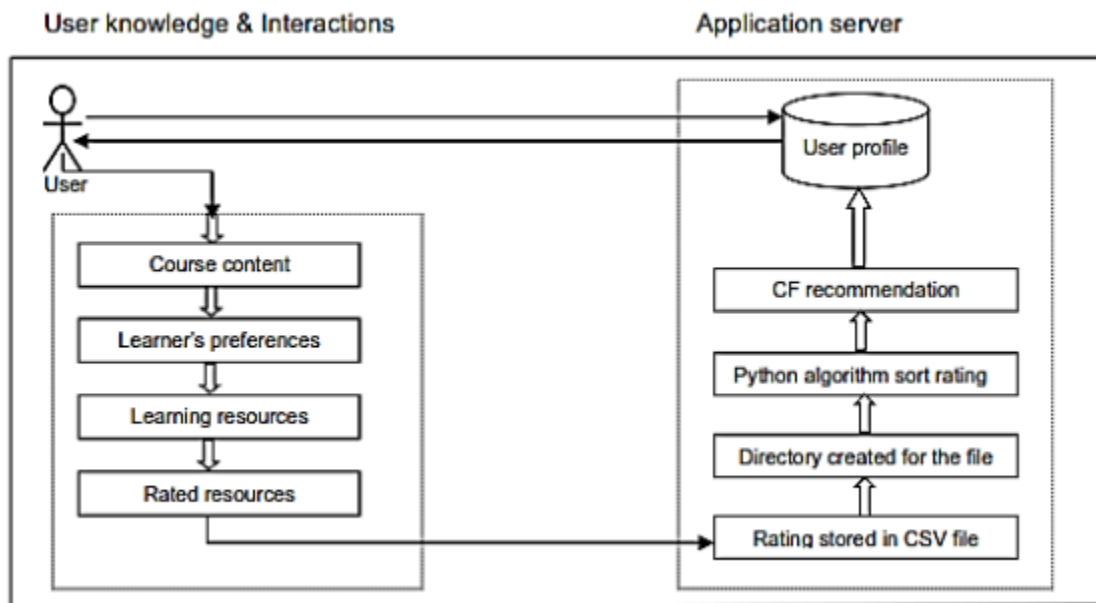 User knowledge & Interactions
Application server
User
User profile
Course content
Learner's preferences
Learning resources
Rated resources
CF recommendation
Python algorithm sort rating
Directory created for the file
Rating stored in CSV file